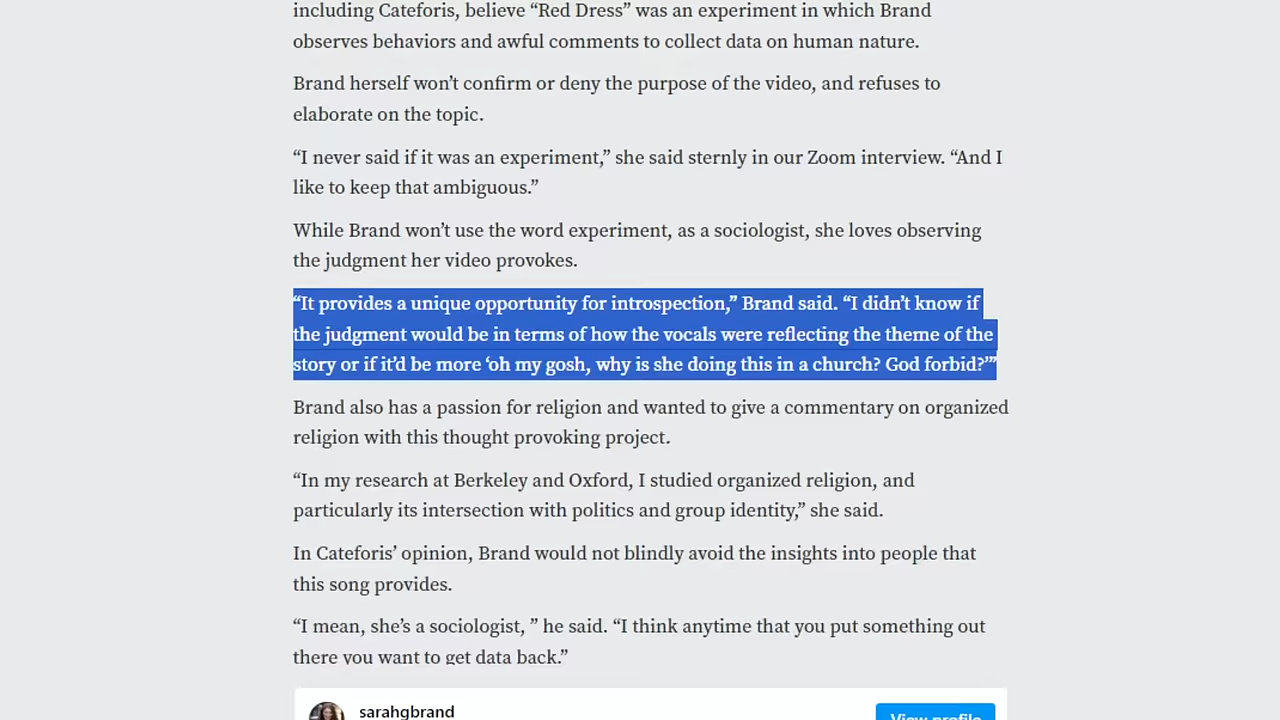 including Cateforis, believe “Red Dress” was an experiment in which Brand
observes behaviors and awful comments to collect data on human nature.
Brand herself won’t confirm or deny the purpose of the video, and refuses to
elaborate on the topic.
“I never said if it was an experiment,” she said sternly in our Zoom interview. “And I
like to keep that ambiguous.”
While Brand won’t use the word experiment, as a sociologist, she loves observing
the judgment her video provokes.
“It provides a unique opportunity for introspection,” Brand said. “I didn’t know if
the judgment would be in terms of how the vocals were reflecting the theme of the
story or if it’d be more ‘oh my gosh, why is she doing this in a church? God forbid?’”
Brand also has a passion for religion and wanted to give a commentary on organized
religion with this thought provoking project.
“In my research at Berkeley and Oxford, I studied organized religion, and
particularly its intersection with politics and group identity,” she said.
In Cateforis’ opinion, Brand would not blindly avoid the insights into people that
this song provides.
“I mean, she’s a sociologist, ” he said. “I think anytime that you put something out
there you want to get data back.”
sarahgbrand
View profile